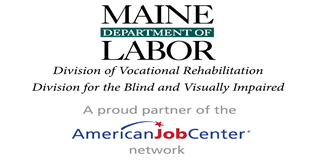 MAINE
DEPARTMENT OF
LABOR
Division of Vocational Rehabilitation
Division for the Blind and Visually Impaired
A proud partner of the
AmericanJobCenter®
network